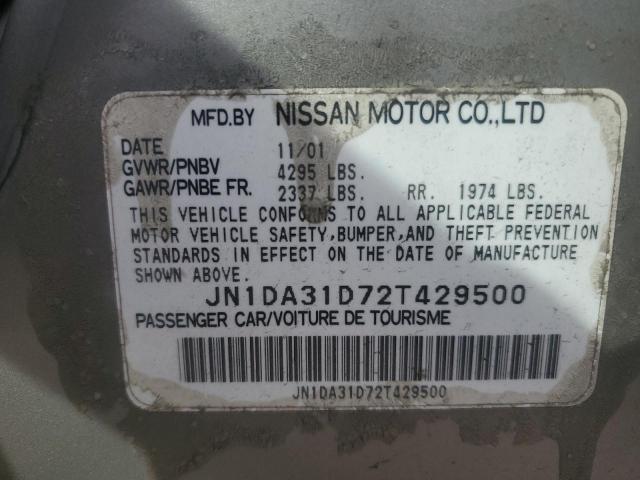 MFD.BY NISSAN MOTOR CO.,LTD
DATE 11/01
GVWR/PNBV 4295 LBS.
GAWR/PNBE FR. 2337 LBS. RR. 1974 LBS.
THIS VEHICLE CONFORMS TO ALL APPLICABLE FEDERAL
MOTOR VEHICLE SAFETY,BUMPER,AND THEFT PREVENTION
STANDARDS IN EFFECT ON THE DATE OF MANUFACTURE
SHOWN ABOVE.
JN1DA31D72T429500
PASSENGER CAR/VOITURE DE TOURISME
JN1DA31D72T429500